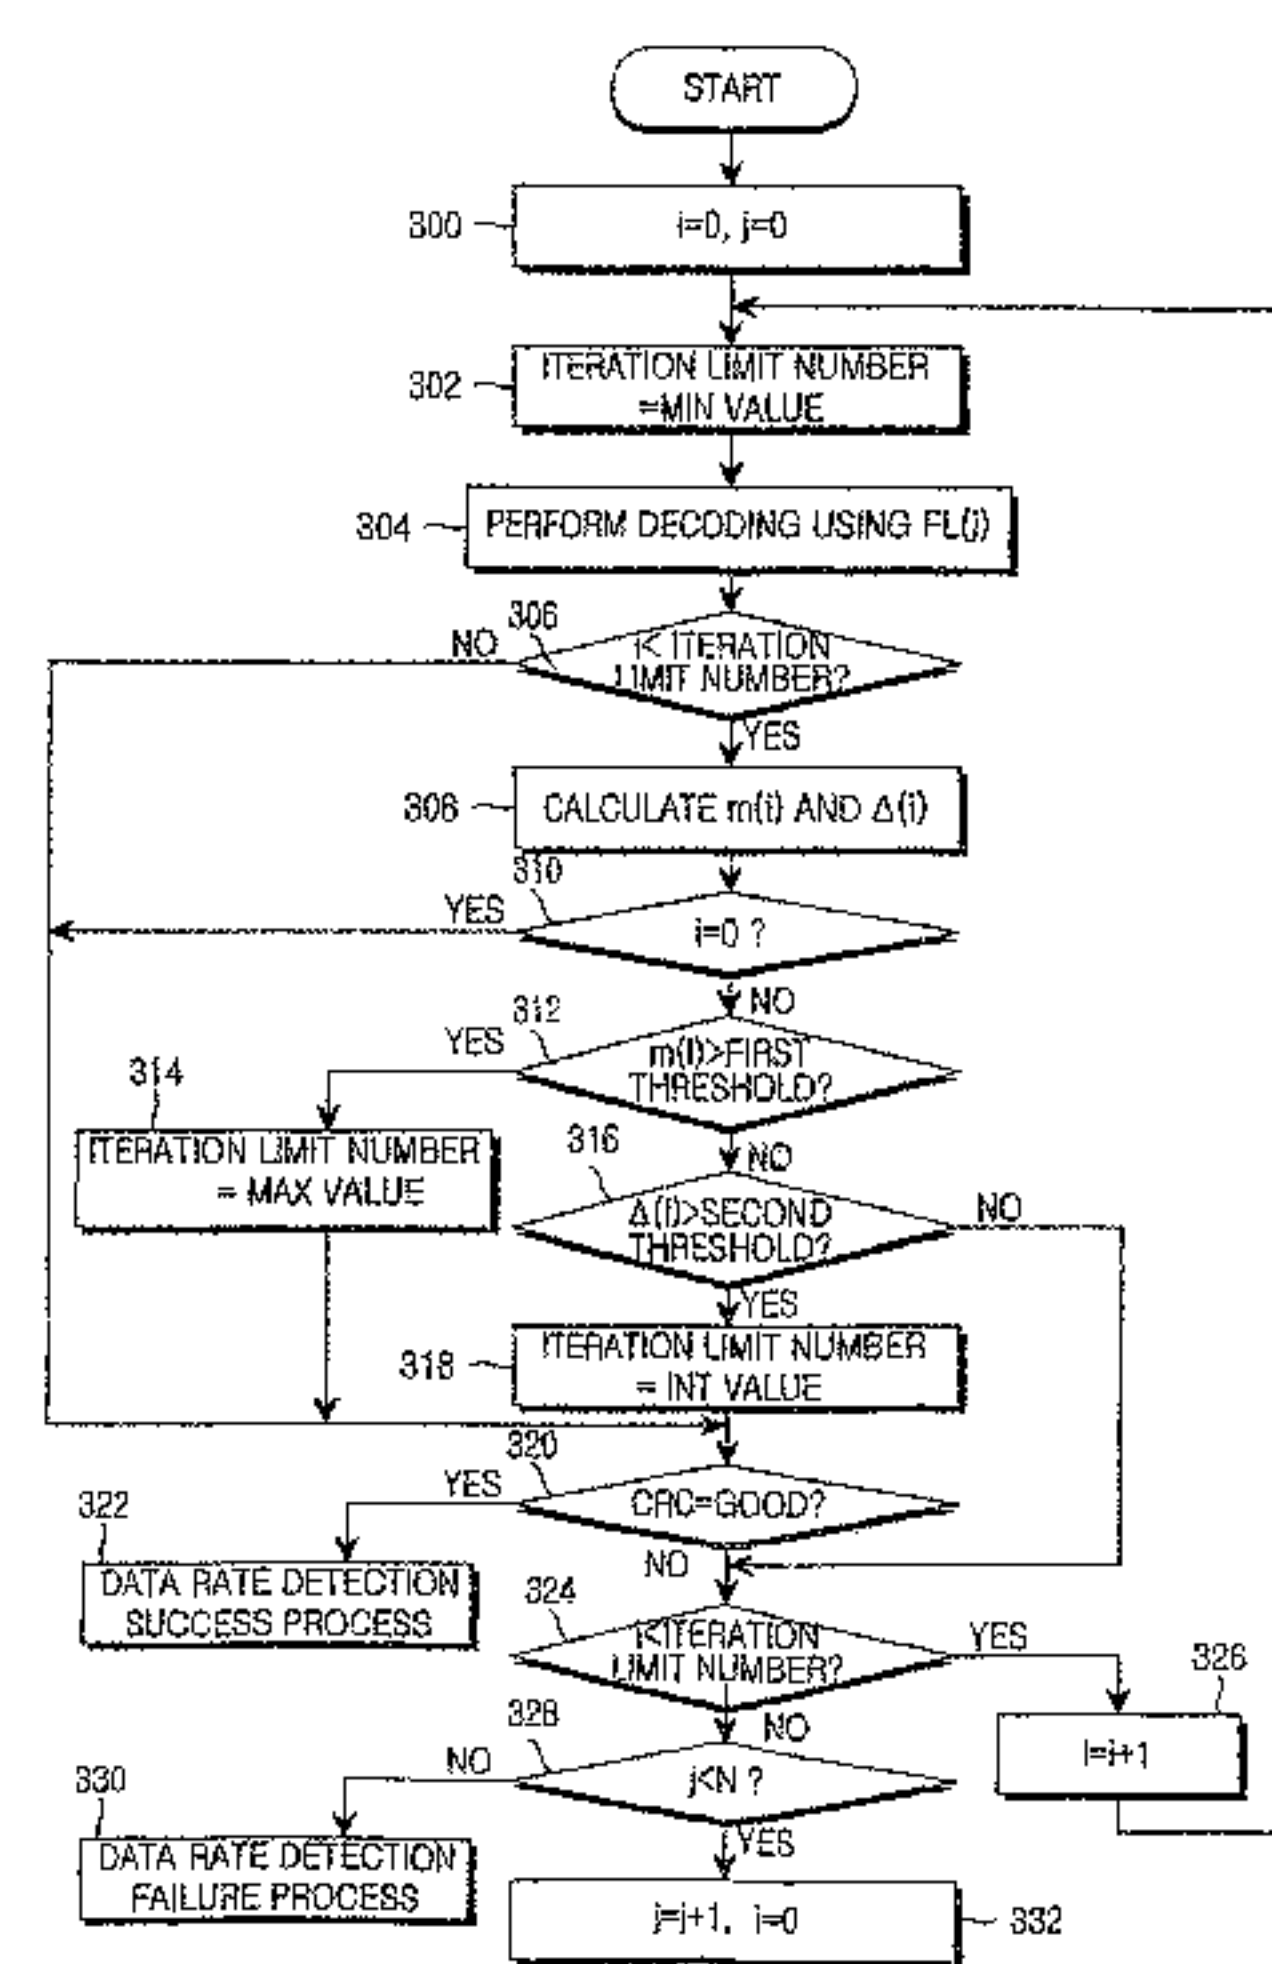 START
300
i=0, j=0
302
ITERATION LIMIT NUMBER
=MIN VALUE
304
PERFORM DECODING USING FL(j)
306
NO
i< ITERATION
LIMIT NUMBER?
YES
308
CALCULATE m(i) AND Δ(i)
310
YES
i=0 ?
NO
312
YES
m(i)>FIRST
THRESHOLD?
314
ITERATION LIMIT NUMBER
= MAX VALUE
NO
316
Δ(i)>SECOND
THRESHOLD?
NO
YES
318
ITERATION LIMIT NUMBER
= INT VALUE
320
YES
CRC=GOOD?
322
DATA RATE DETECTION
SUCCESS PROCESS
NO
324
i<ITERATION
LIMIT NUMBER?
YES
326
i=i+1
NO
328
NO
j<N ?
330
DATA RATE DETECTION
FAILURE PROCESS
YES
j=j+1, i=0
332